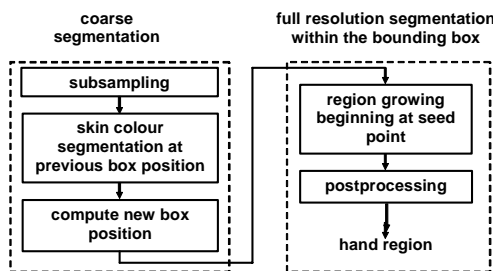 coarse
segmentation
subsampling
skin colour
segmentation at
previous box position
compute new box
position
full resolution segmentation
within the bounding box
region growing
beginning at seed
point
postprocessing
hand region